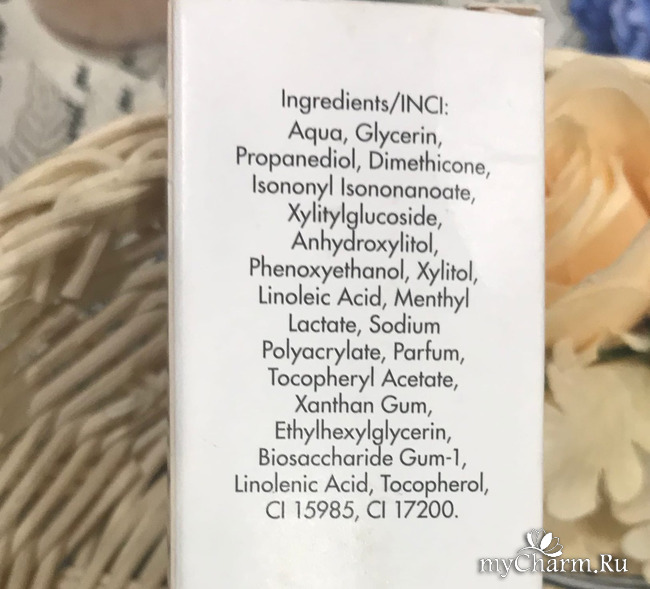 Ingredients/INCI:
Aqua, Glycerin,
Propanediol, Dimethicone,
Isononyl Isononanoate,
Xylitylglucoside,
Anhydroxylitol,
Phenoxyethanol, Xylitol,
Linoleic Acid, Menthyl
Lactate, Sodium
Polyacrylate, Parfum,
Tocopheryl Acetate,
Xanthan Gum,
Ethylhexylglycerin,
Biosaccharide Gum-1,
Linolenic Acid, Tocopherol,
CI 15985, CI 17200.
myCharm.Ru